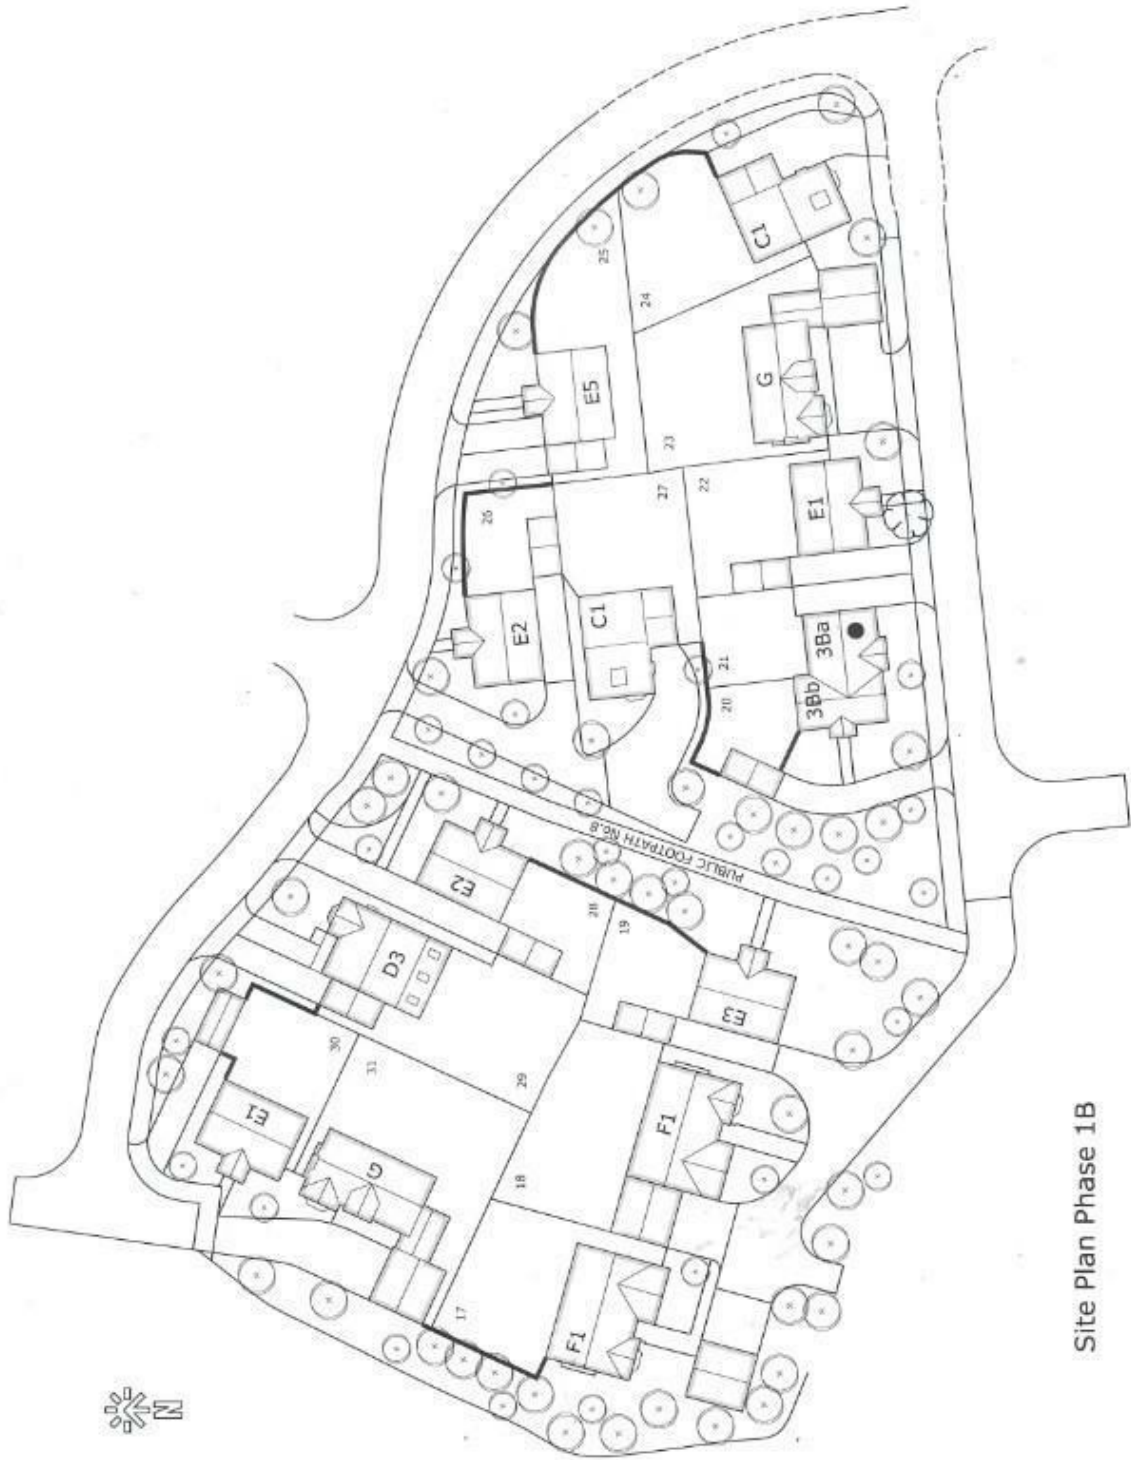 25
24
C1
E5
G
23
26
27
22
E1
E2
C1
21
3Ba
20
3Bb
PUBLIC FOOTPATH No.8
E2
28
19
D3
E3
30
31
29
E1
F1
G
18
17
F1
N
Site Plan Phase 1B